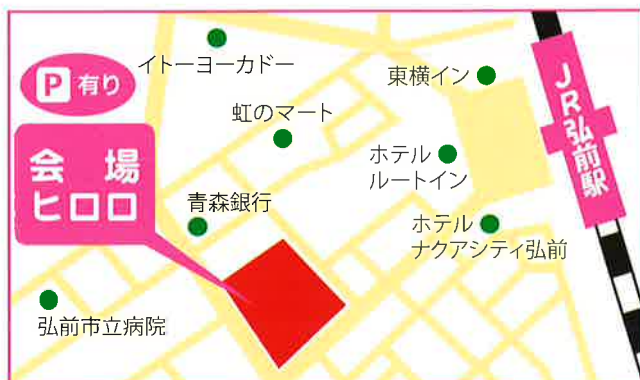 イトーヨーカドー
P 有り
東横イン
JR弘前駅
虹のマート
会場
ヒロロ
ホテル
ルートイン
青森銀行
ホテル
ナクアシティ弘前
弘前市立病院